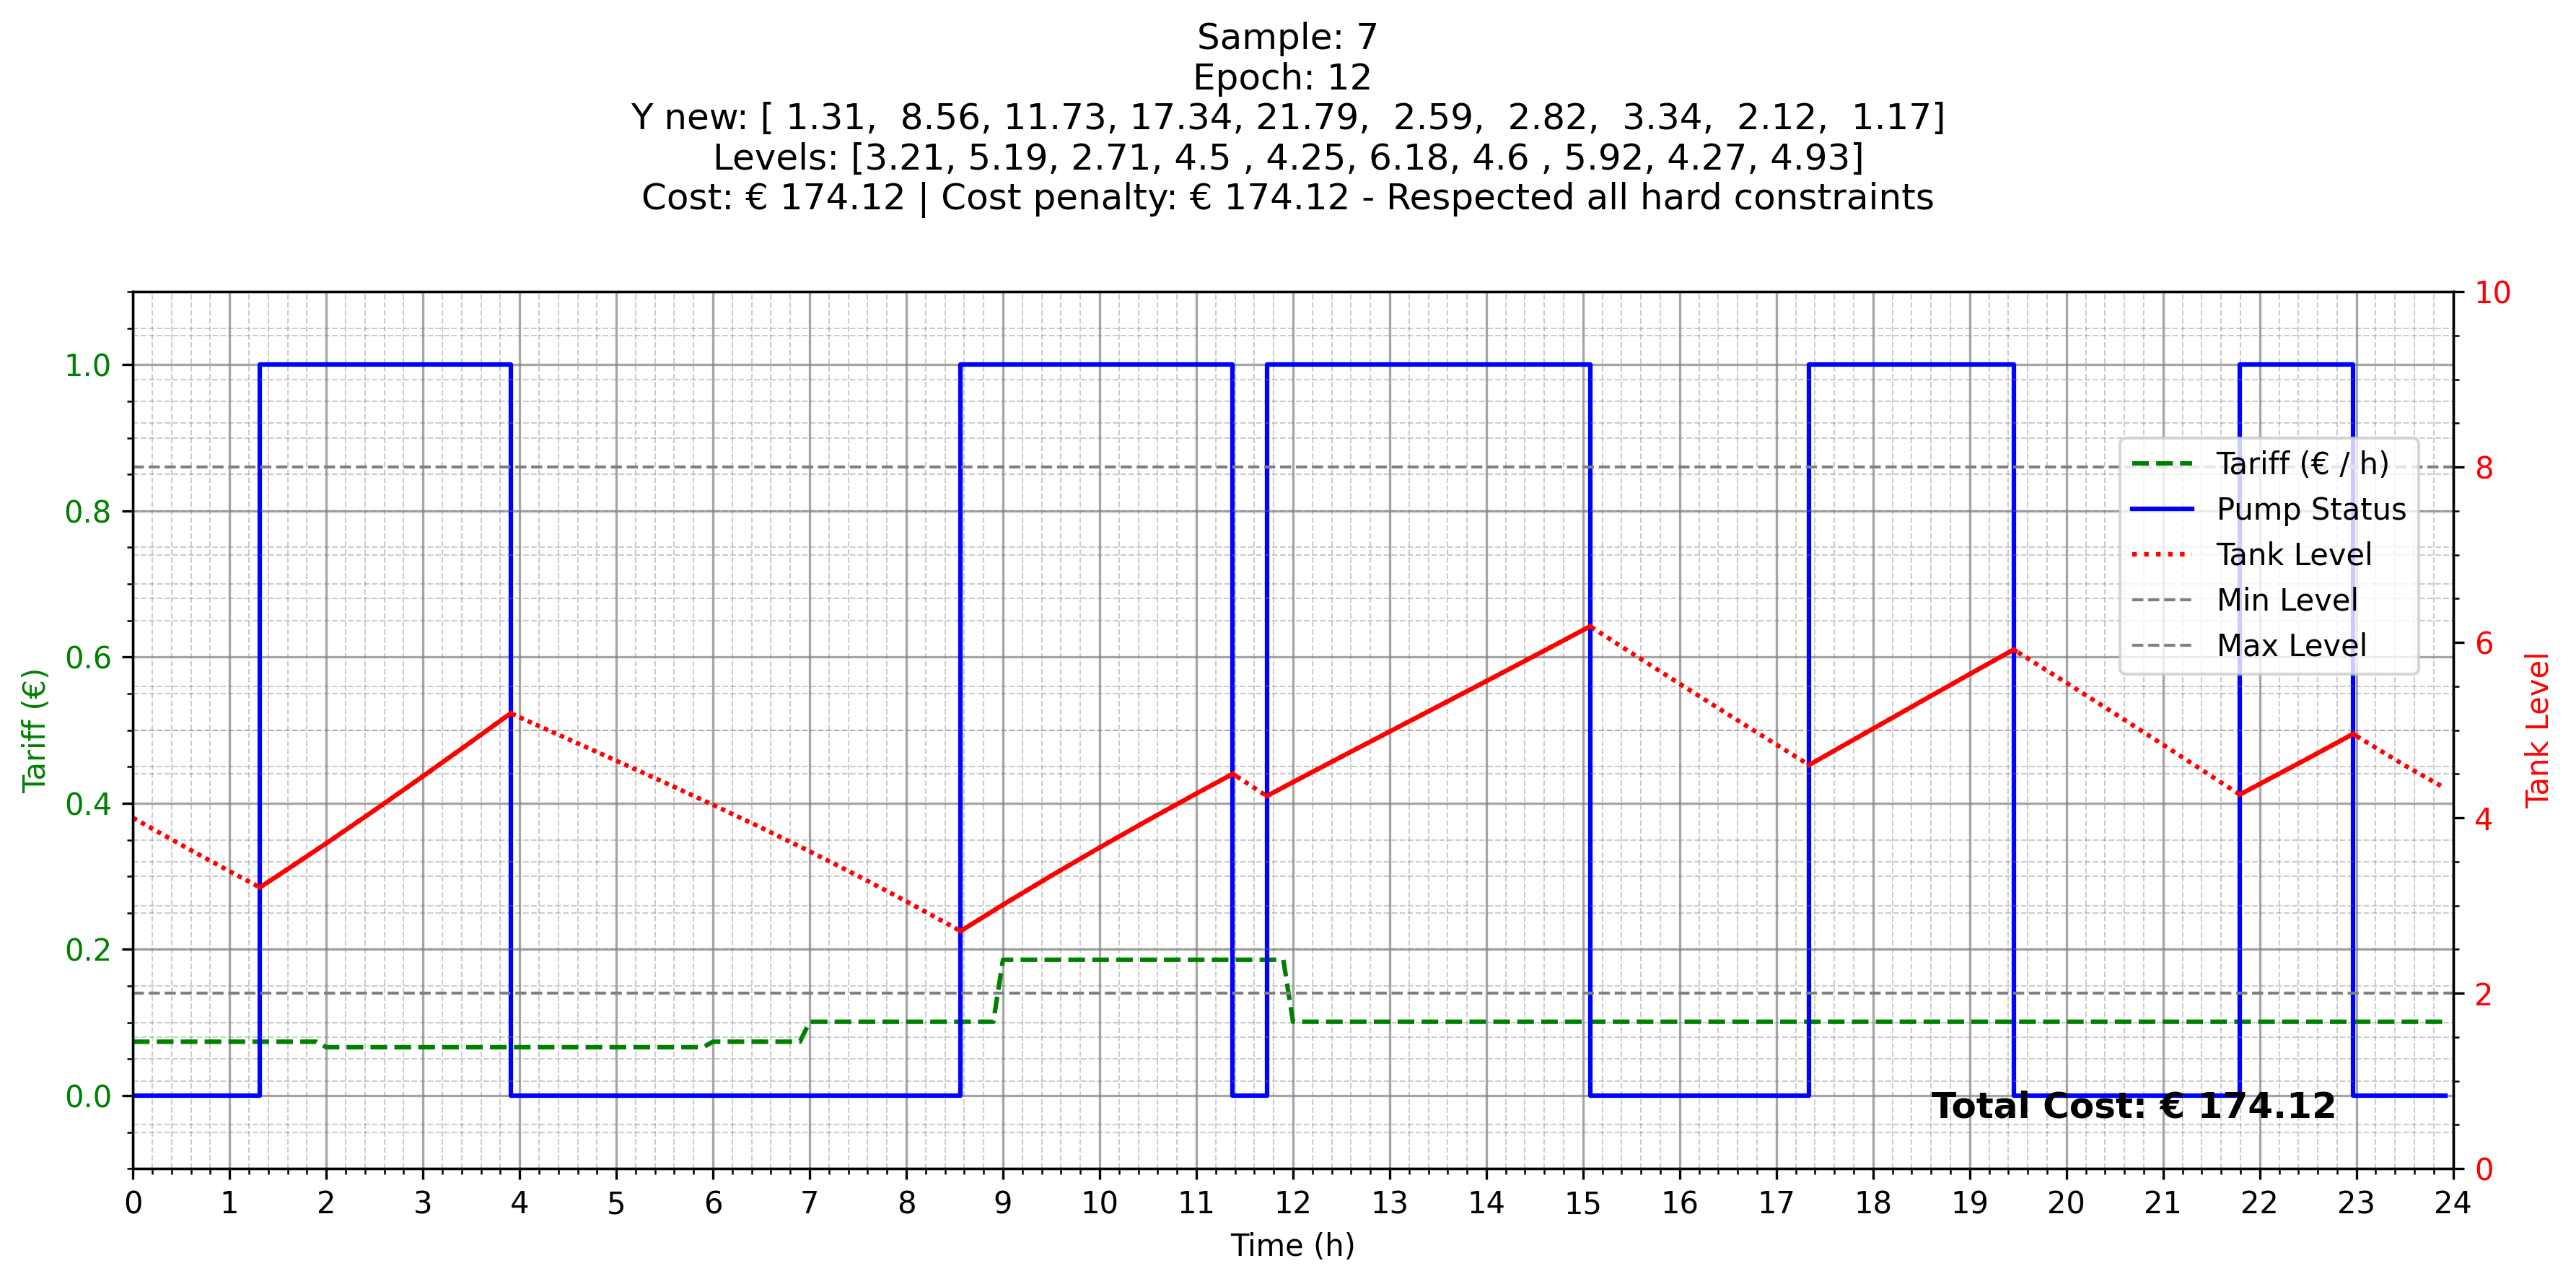 Sample: 7
Epoch: 12
Y new: [ 1.31,  8.56, 11.73, 17.34, 21.79,  2.59,  2.82,  3.34,  2.12,  1.17]
Levels: [3.21, 5.19, 2.71, 4.5 , 4.25, 6.18, 4.6 , 5.92, 4.27, 4.93]
Cost: € 174.12 | Cost penalty: € 174.12 - Respected all hard constraints
10
1.0
8
0.8
6
0.6
4
0.4
0.2
2
0.0
0
Tariff (€)
Tank Level
Tariff (€ / h)
Pump Status
Tank Level
Min Level
Max Level
Total Cost: € 174.12
0 1 2 3 4 5 6 7 8 9 10 11 12 13 14 15 16 17 18 19 20 21 22 23 24
Time (h)